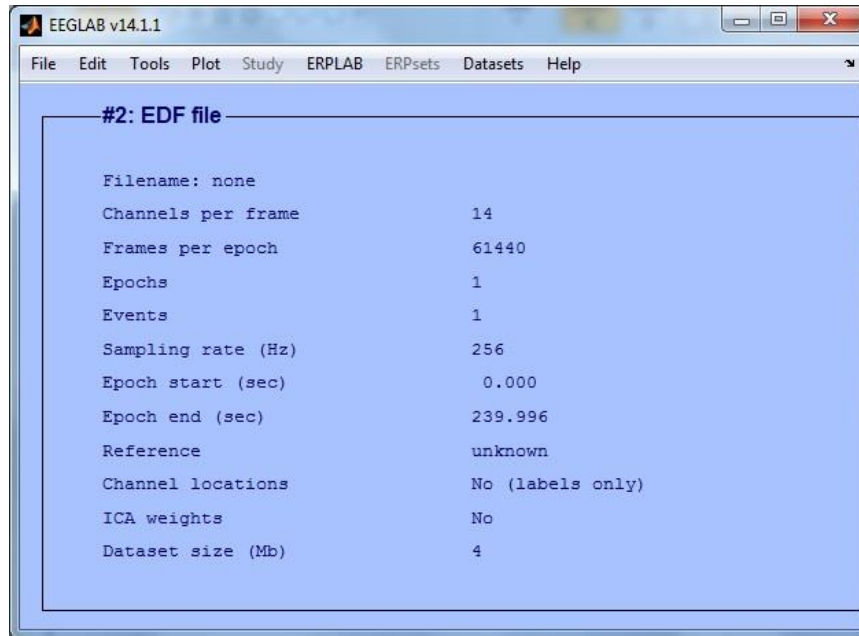 EEGLAB v14.1.1
File Edit Tools Plot Study ERPLAB ERPsets Datasets Help
#2: EDF file
Filename: none
Channels per frame 14
Frames per epoch 61440
Epochs 1
Events 1
Sampling rate (Hz) 256
Epoch start (sec) 0.000
Epoch end (sec) 239.996
Reference unknown
Channel locations No (labels only)
ICA weights No
Dataset size (Mb) 4